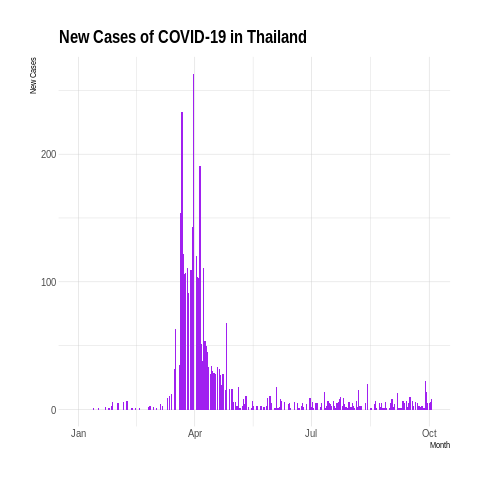 New Cases of COVID-19 in Thailand
New Cases
200
100
0
Jan Apr Jul Oct
Month